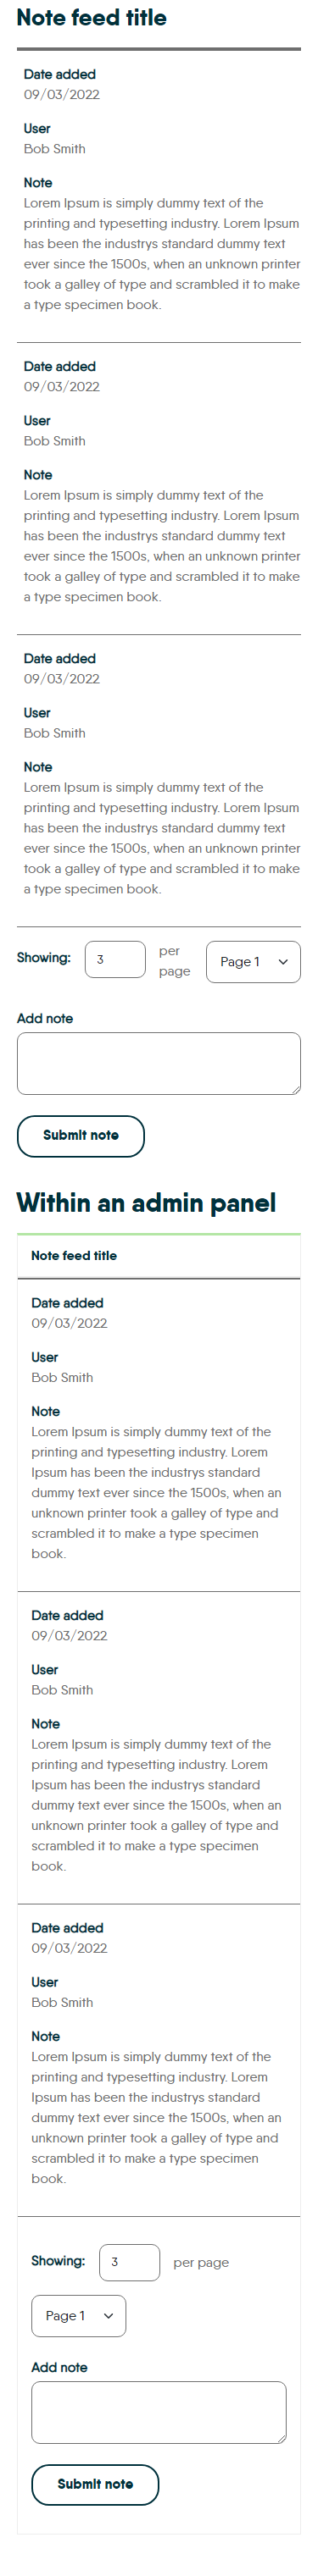 Note feed title
Date added
09/03/2022
User
Bob Smith
Note
Lorem Ipsum is simply dummy text of the
printing and typesetting industry. Lorem Ipsum
has been the industrys standard dummy text
ever since the 1500s, when an unknown printer
took a galley of type and scrambled it to make
a type specimen book.
Date added
09/03/2022
User
Bob Smith
Note
Lorem Ipsum is simply dummy text of the
printing and typesetting industry. Lorem Ipsum
has been the industrys standard dummy text
ever since the 1500s, when an unknown printer
took a galley of type and scrambled it to make
a type specimen book.
Date added
09/03/2022
User
Bob Smith
Note
Lorem Ipsum is simply dummy text of the
printing and typesetting industry. Lorem Ipsum
has been the industrys standard dummy text
ever since the 1500s, when an unknown printer
took a galley of type and scrambled it to make
a type specimen book.
Showing: 3 per page Page 1
Add note
Submit note
Within an admin panel
Note feed title
Date added
09/03/2022
User
Bob Smith
Note
Lorem Ipsum is simply dummy text of the
printing and typesetting industry. Lorem
Ipsum has been the industrys standard
dummy text ever since the 1500s, when an
unknown printer took a galley of type and
scrambled it to make a type specimen
book.
Date added
09/03/2022
User
Bob Smith
Note
Lorem Ipsum is simply dummy text of the
printing and typesetting industry. Lorem
Ipsum has been the industrys standard
dummy text ever since the 1500s, when an
unknown printer took a galley of type and
scrambled it to make a type specimen
book.
Date added
09/03/2022
User
Bob Smith
Note
Lorem Ipsum is simply dummy text of the
printing and typesetting industry. Lorem
Ipsum has been the industrys standard
dummy text ever since the 1500s, when an
unknown printer took a galley of type and
scrambled it to make a type specimen
book.
Showing: 3 per page
Page 1
Add note
Submit note